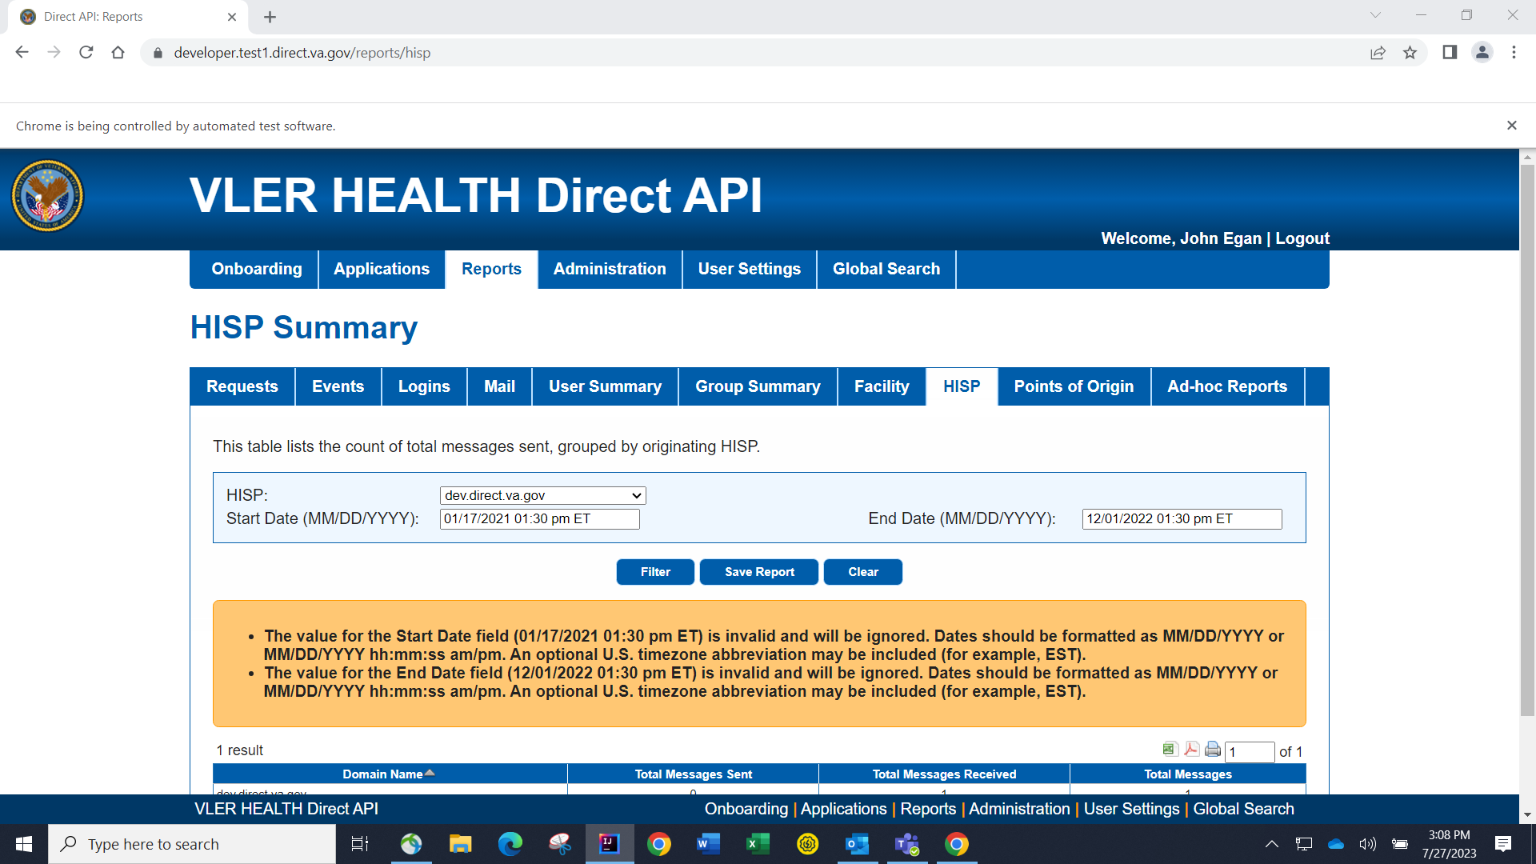 Direct API: Reports
developer.test1.direct.va.gov/reports/hisp
Chrome is being controlled by automated test software.
VLER HEALTH Direct API
Welcome, John Egan | Logout
Onboarding Applications Reports Administration User Settings Global Search
HISP Summary
Requests Events Logins Mail User Summary Group Summary Facility HISP Points of Origin Ad-hoc Reports
This table lists the count of total messages sent, grouped by originating HISP.
HISP: dev.direct.va.gov
Start Date (MM/DD/YYYY): 01/17/2021 01:30 pm ET End Date (MM/DD/YYYY): 12/01/2022 01:30 pm ET
Filter Save Report Clear
• The value for the Start Date field (01/17/2021 01:30 pm ET) is invalid and will be ignored. Dates should be formatted as MM/DD/YYYY or
MM/DD/YYYY hh:mm:ss am/pm. An optional U.S. timezone abbreviation may be included (for example, EST).
• The value for the End Date field (12/01/2022 01:30 pm ET) is invalid and will be ignored. Dates should be formatted as MM/DD/YYYY or
MM/DD/YYYY hh:mm:ss am/pm. An optional U.S. timezone abbreviation may be included (for example, EST).
1 result 1 of 1
Domain Name Total Messages Sent Total Messages Received Total Messages
dev.direct.va.gov 0 1 1
VLER HEALTH Direct API Onboarding | Applications | Reports | Administration | User Settings | Global Search
Type here to search
3:08 PM
7/27/2023